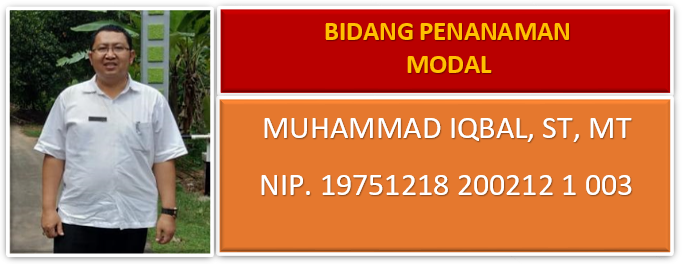 BIDANG PENANAMAN
MODAL
MUHAMMAD IQBAL, ST, MT
NIP. 19751218 200212 1 003